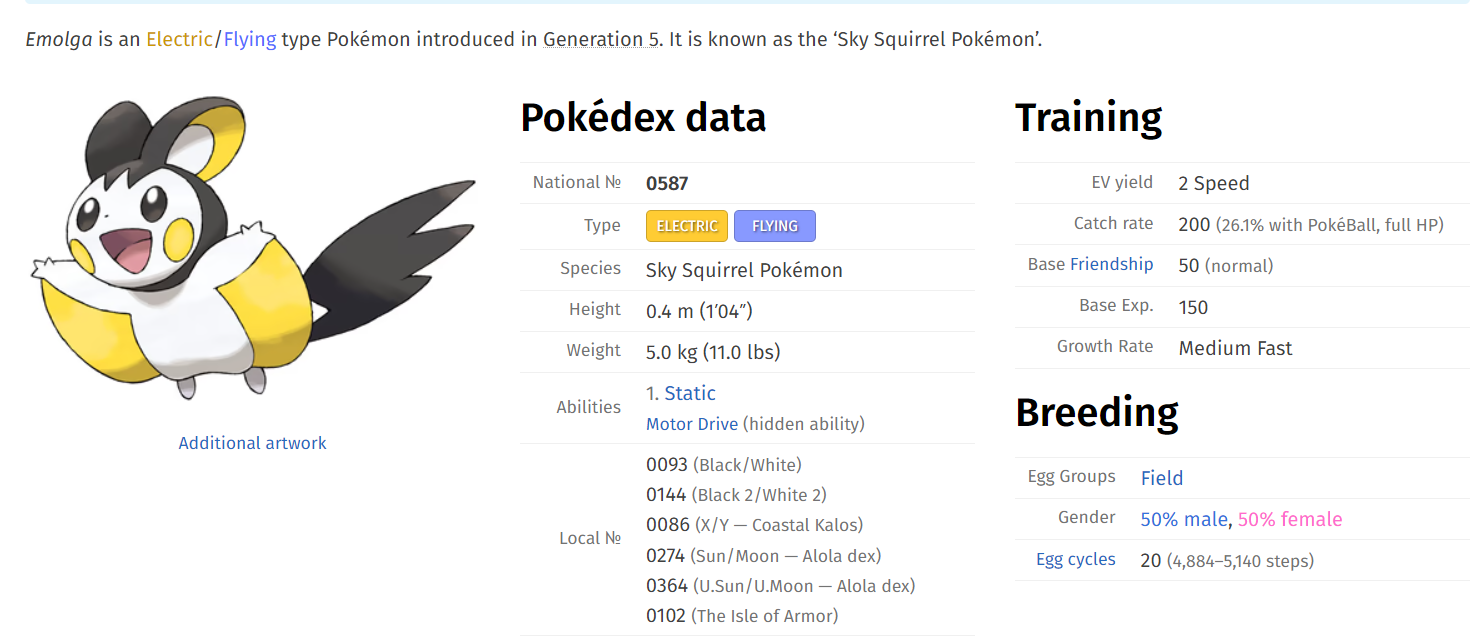 Emolga is an Electric/Flying type Pokémon introduced in Generation 5. It is known as the ‘Sky Squirrel Pokémon’.
Additional artwork
Pokédex data
National № 0587
Type ELECTRIC FLYING
Species Sky Squirrel Pokémon
Height 0.4 m (1′04″)
Weight 5.0 kg (11.0 lbs)
Abilities 1. Static
Motor Drive (hidden ability)
Local № 0093 (Black/White)
0144 (Black 2/White 2)
0086 (X/Y — Coastal Kalos)
0274 (Sun/Moon — Alola dex)
0364 (U.Sun/U.Moon — Alola dex)
0102 (The Isle of Armor)
Training
EV yield 2 Speed
Catch rate 200 (26.1% with PokéBall, full HP)
Base Friendship 50 (normal)
Base Exp. 150
Growth Rate Medium Fast
Breeding
Egg Groups Field
Gender 50% male, 50% female
Egg cycles 20 (4,884–5,140 steps)